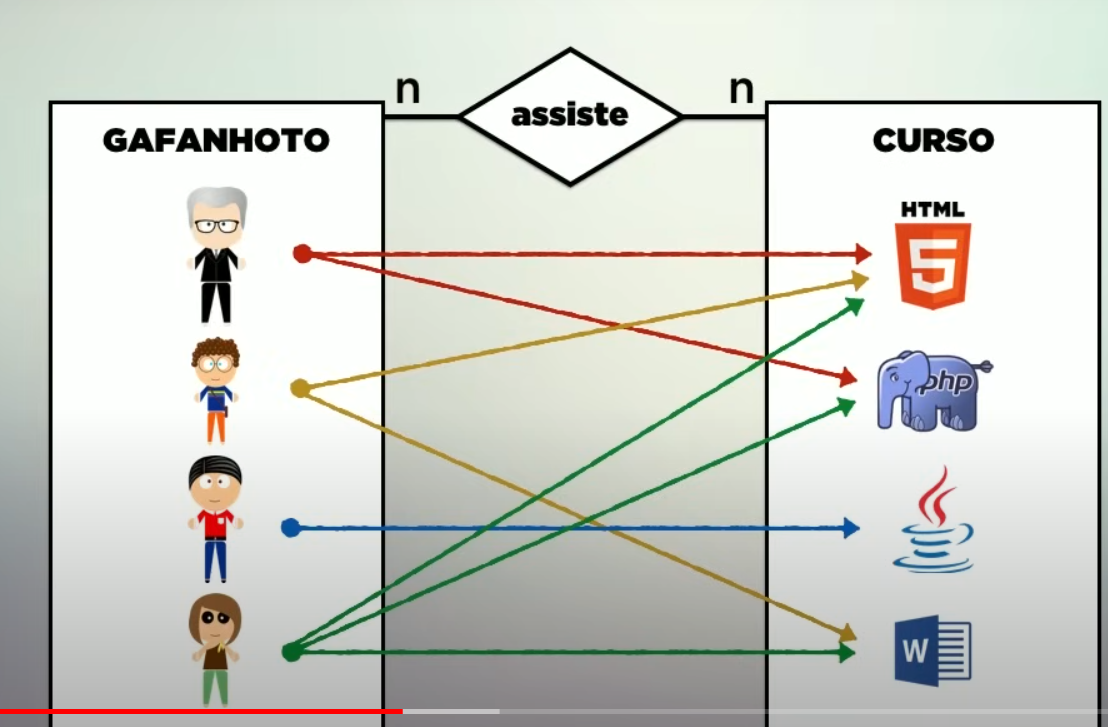 n
assiste
n
GAFANHOTO
CURSO
HTML
5
php
W